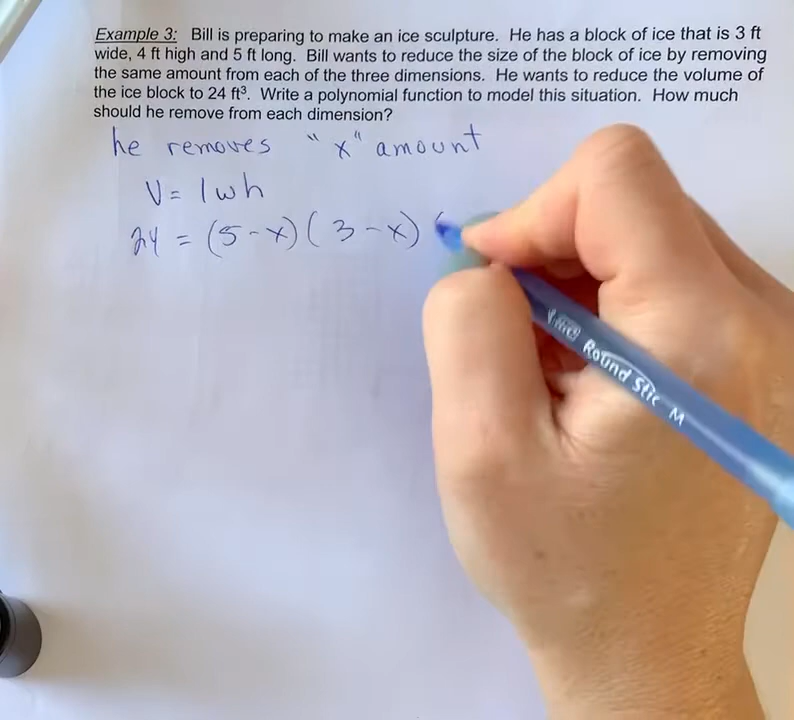 Example 3: Bill is preparing to make an ice sculpture. He has a block of ice that is 3 ft
wide, 4 ft high and 5 ft long. Bill wants to reduce the size of the block of ice by removing
the same amount from each of the three dimensions. He wants to reduce the volume of
the ice block to 24 ft³. Write a polynomial function to model this situation. How much
should he remove from each dimension?
he removes "x" amount
V = lwh
24 = (5-x)(3-x)(
Round Stic M